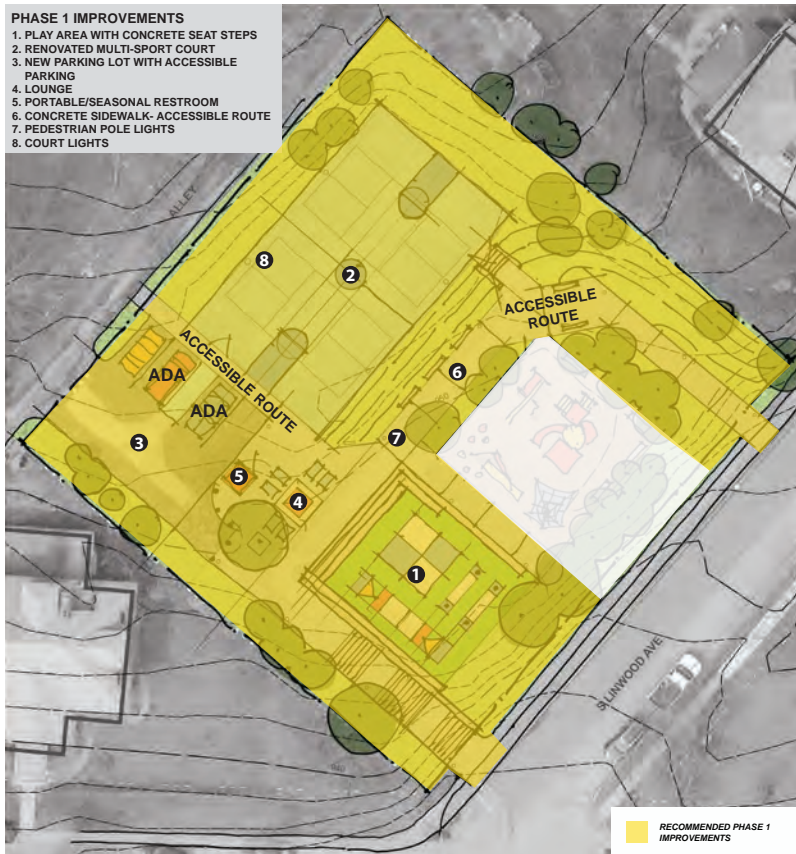 PHASE 1 IMPROVEMENTS
1. PLAY AREA WITH CONCRETE SEAT STEPS
2. RENOVATED MULTI-SPORT COURT
3. NEW PARKING LOT WITH ACCESSIBLE
PARKING
4. LOUNGE
5. PORTABLE/SEASONAL RESTROOM
6. CONCRETE SIDEWALK- ACCESSIBLE ROUTE
7. PEDESTRIAN POLE LIGHTS
8. COURT LIGHTS
ALLEY
8
2
ACCESSIBLE
ROUTE
ACCESSIBLE ROUTE
ADA
ADA
6
7
3
5
4
1
S LINWOOD AVE
RECOMMENDED PHASE 1
IMPROVEMENTS